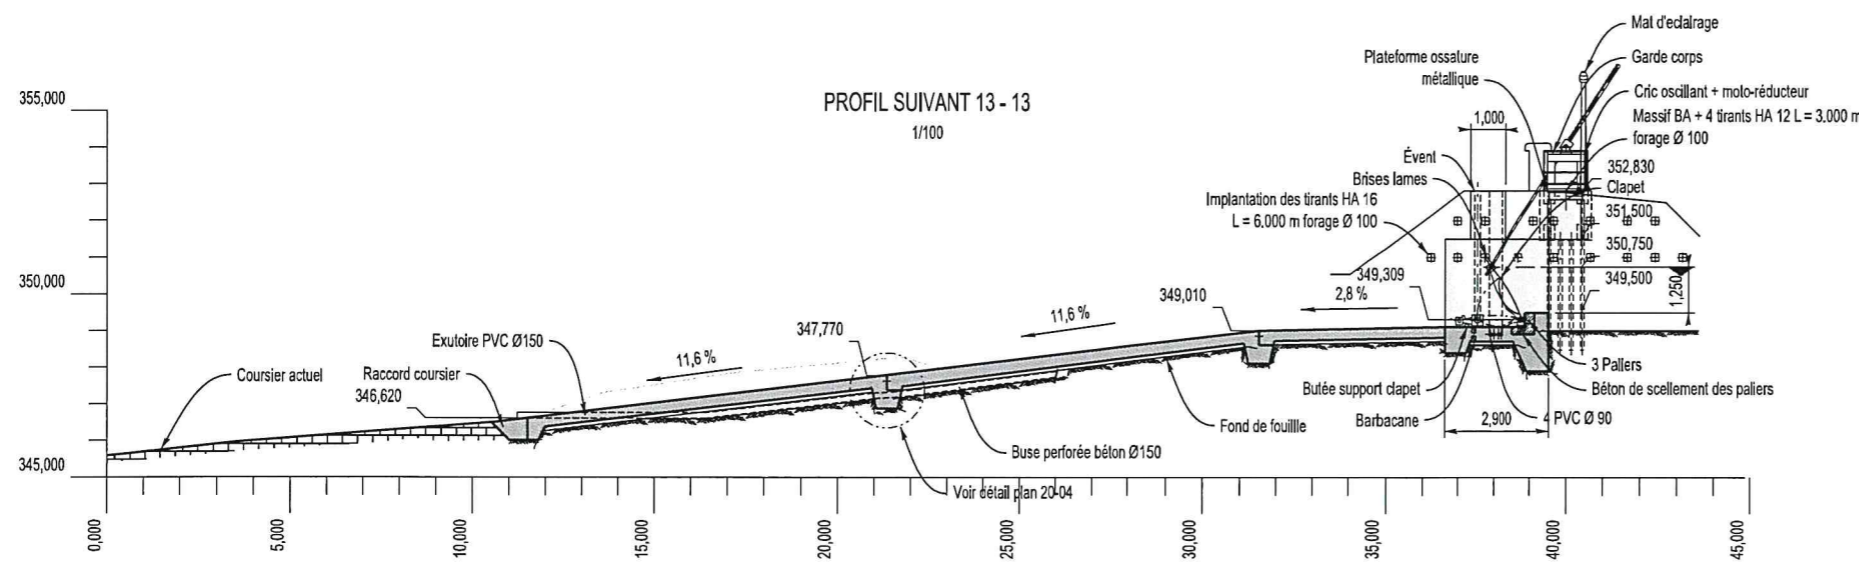 PROFIL SUIVANT 13 - 13
1/100
355,000
350,000
345,000
0,000
5,000
10,000
15,000
20,000
25,000
30,000
35,000
40,000
45,000
Coursier actuel
Raccord coursier
346,620
Exutoire PVC Ø150
11,6 %
347,770
11,6 %
349,010
2,8 %
349,309
Voir détail plan 20-04
Buse perforée béton Ø150
Fond de fouillle
Implantation des tirants HA 16
L = 6,000 m forage Ø 100
Évent
Brises lames
Plateforme ossature
métallique
1,000
Mat d'eclairage
Garde corps
Cric oscillant + moto-réducteur
Massif BA + 4 tirants HA 12 L = 3,000 m
forage Ø 100
352,830
Clapet
351,500
350,750
349,500
1,250
3 Paliers
Butée support clapet
Béton de scellement des paliers
Barbacane
2,900
4 PVC Ø 90